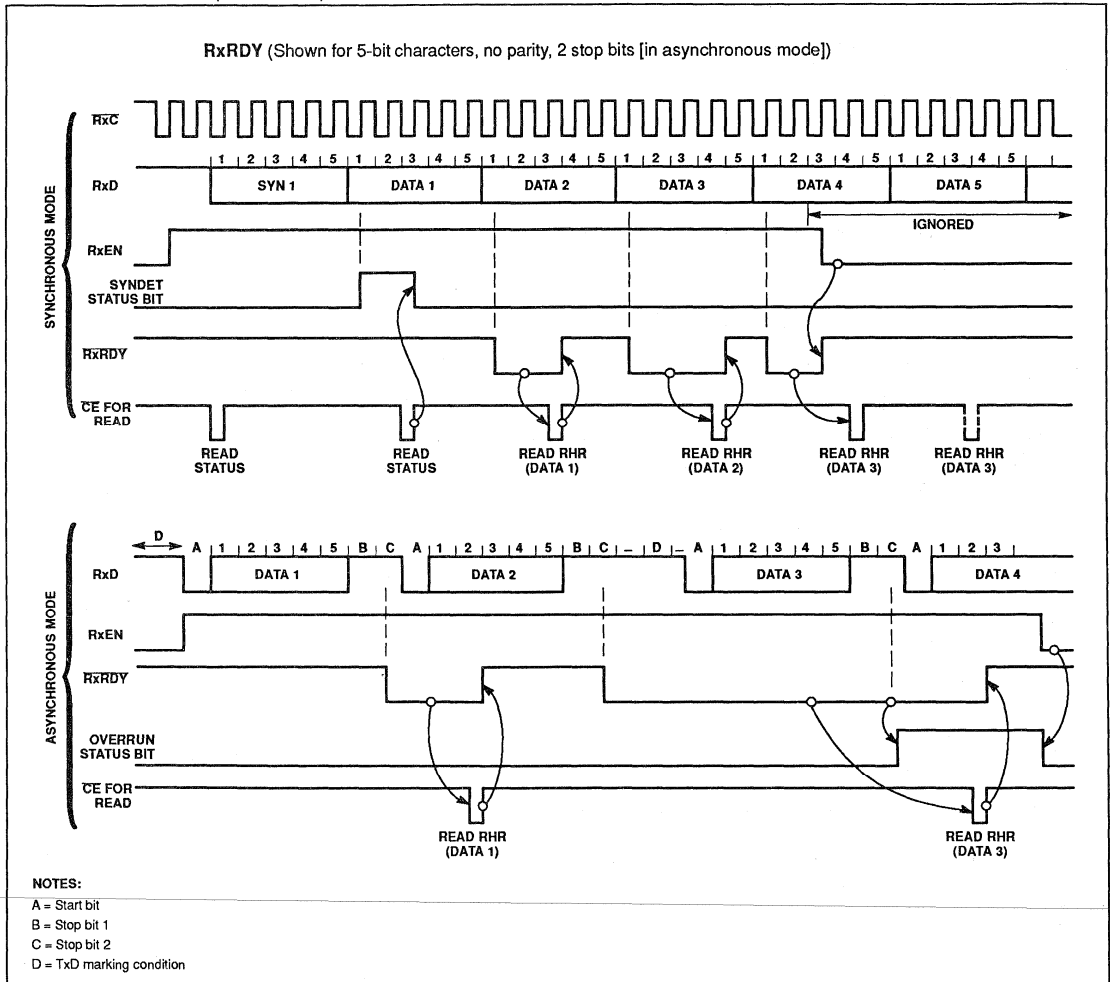 RxRDY (Shown for 5-bit characters, no parity, 2 stop bits [in asynchronous mode])
SYNCHRONOUS MODE
RxC
1 2 3 4 5 1 2 3 4 5 1 2 3 4 5 1 2 3 4 5 1 2 3 4 5 1 2 3 4 5
RxD
SYN 1 DATA 1 DATA 2 DATA 3 DATA 4 DATA 5
IGNORED
RxEN
SYNDET
STATUS BIT
RxRDY
CE FOR
READ
READ
STATUS
READ
STATUS
READ RHR
(DATA 1)
READ RHR
(DATA 2)
READ RHR
(DATA 3)
READ RHR
(DATA 3)
ASYNCHRONOUS MODE
D
A 1 2 3 4 5 B C A 1 2 3 4 5 B C – D – A 1 2 3 4 5 B C A 1 2 3
RxD
DATA 1 DATA 2 DATA 3 DATA 4
RxEN
RxRDY
OVERRUN
STATUS BIT
CE FOR
READ
READ RHR
(DATA 1)
READ RHR
(DATA 3)
NOTES:
A = Start bit
B = Stop bit 1
C = Stop bit 2
D = TxD marking condition